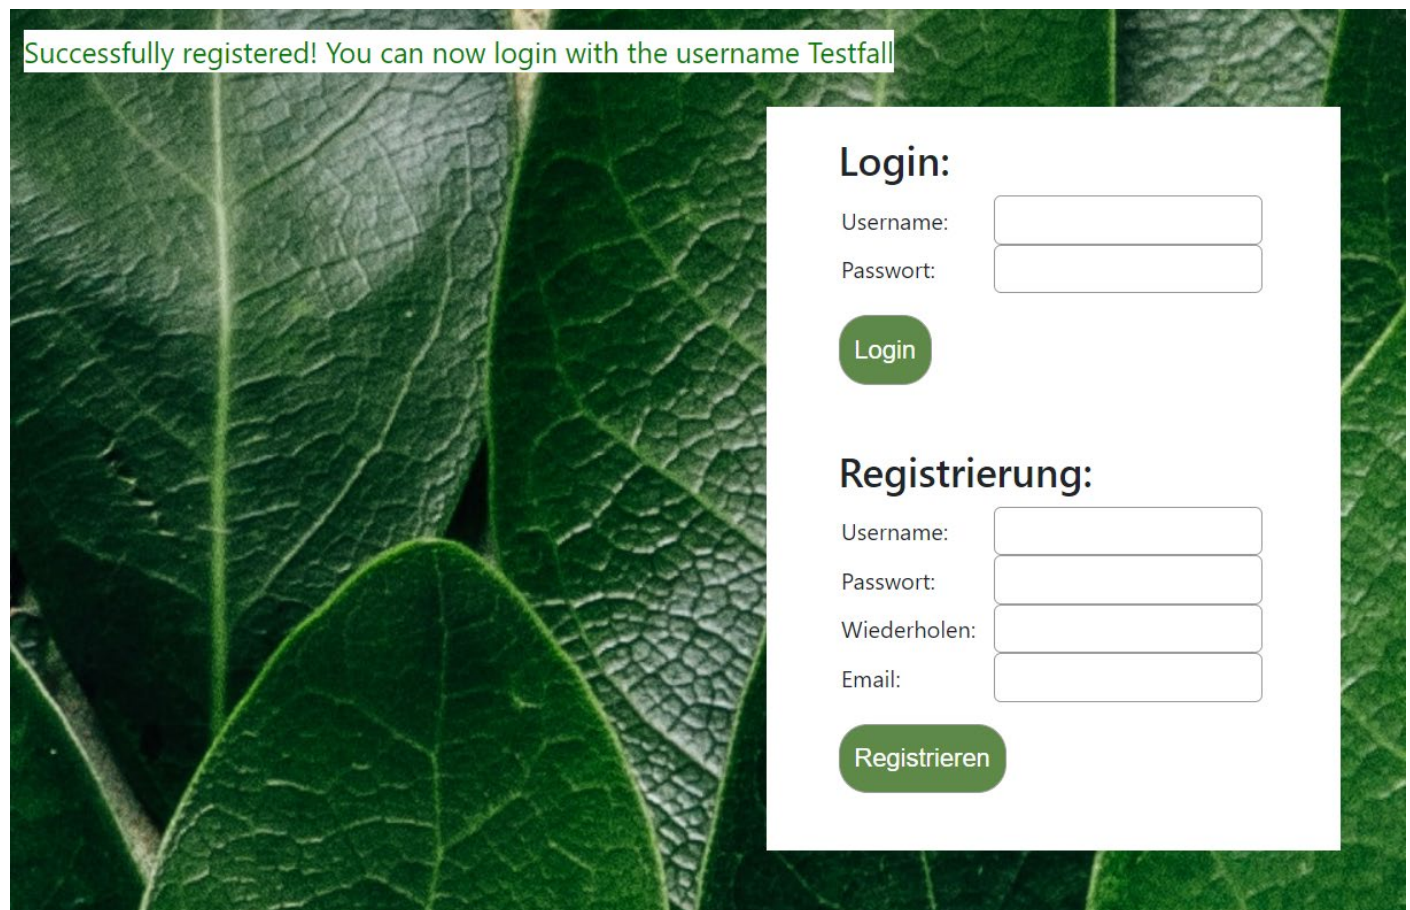 Successfully registered! You can now login with the username Testfall
Login:
Username:
Passwort:
Login
Registrierung:
Username:
Passwort:
Wiederholen:
Email:
Registrieren